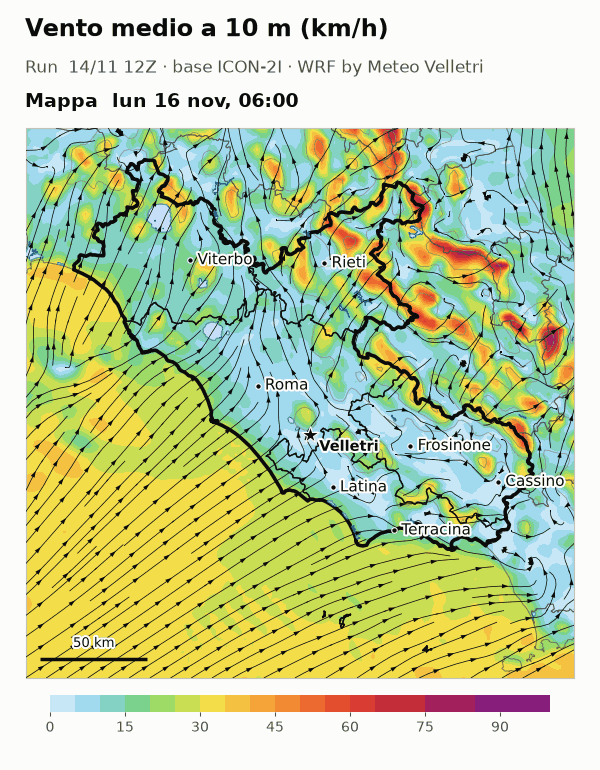 Vento medio a 10 m (km/h)
Run 14/11 12Z · base ICON-2I · WRF by Meteo Velletri
Mappa lun 16 nov, 06:00
Viterbo
Rieti
Roma
Velletri
Frosinone
Cassino
Latina
Terracina
50 km
0 15 30 45 60 75 90